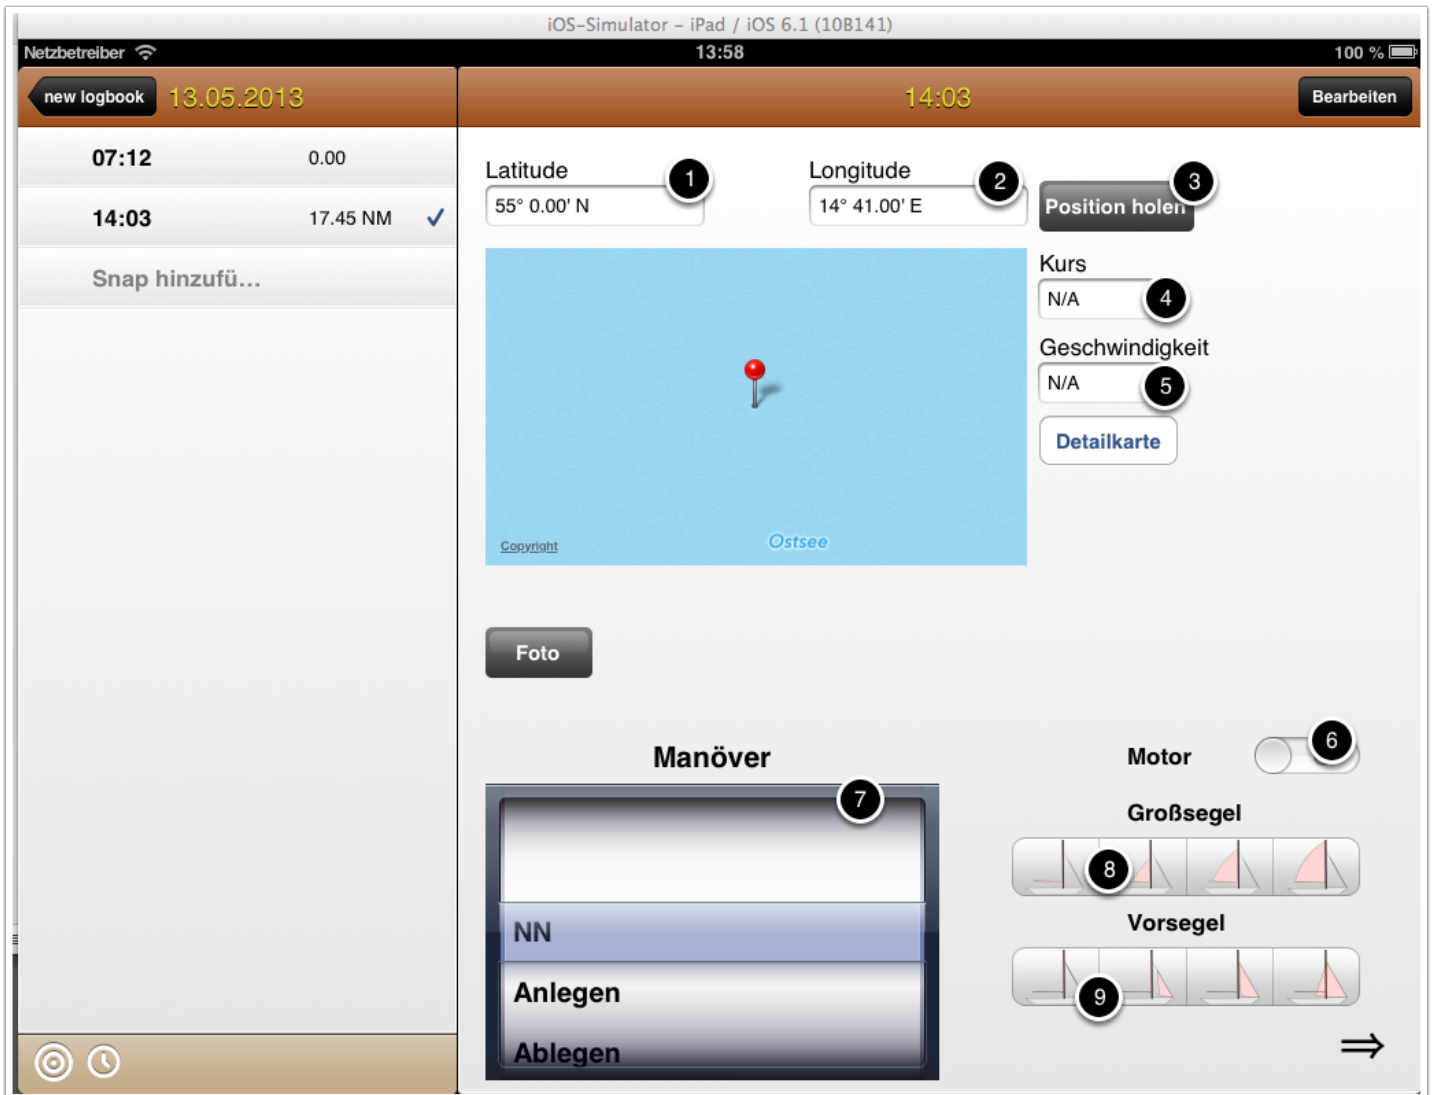 iOS-Simulator – iPad / iOS 6.1 (10B141)
Netzbetreiber 13:58 100 %
new logbook 13.05.2013 14:03 Bearbeiten
07:12 0.00
14:03 17.45 NM
Snap hinzufü...
Latitude 1 Longitude 2 3
55° 0.00' N 14° 41.00' E Position holen
Kurs
N/A 4
Geschwindigkeit
N/A 5
Detailkarte
Copyright Ostsee
Foto
Manöver Motor 6
7
Großsegel
8
Vorsegel
NN
Anlegen 9
Ablegen
⇒